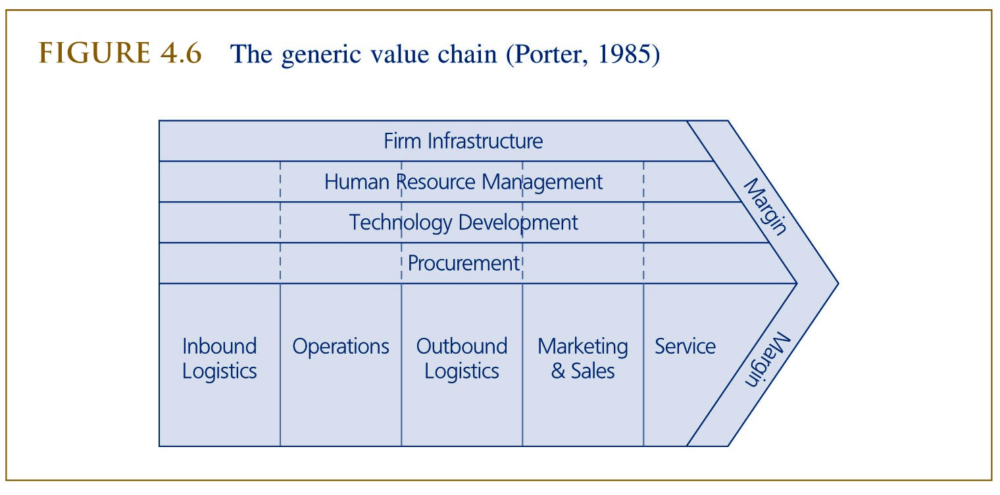 FIGURE 4.6 The generic value chain (Porter, 1985)
Firm Infrastructure
Human Resource Management
Technology Development
Procurement
Margin
Inbound
Logistics
Operations
Outbound
Logistics
Marketing
& Sales
Service
Margin